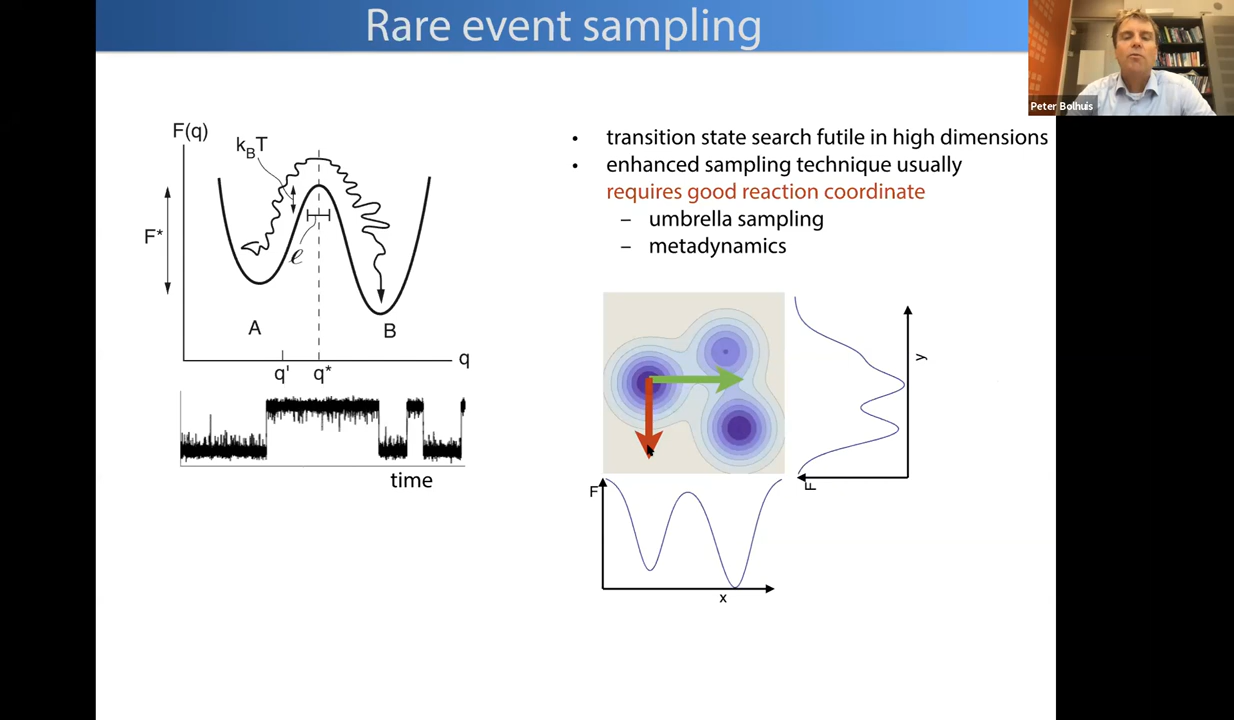 Rare event sampling
Peter Bolhuis
F(q)
k_BT
F*
ℓ
A
B
q
q'
q*
time
• transition state search futile in high dimensions
• enhanced sampling technique usually
requires good reaction coordinate
– umbrella sampling
– metadynamics
y
F
F
x